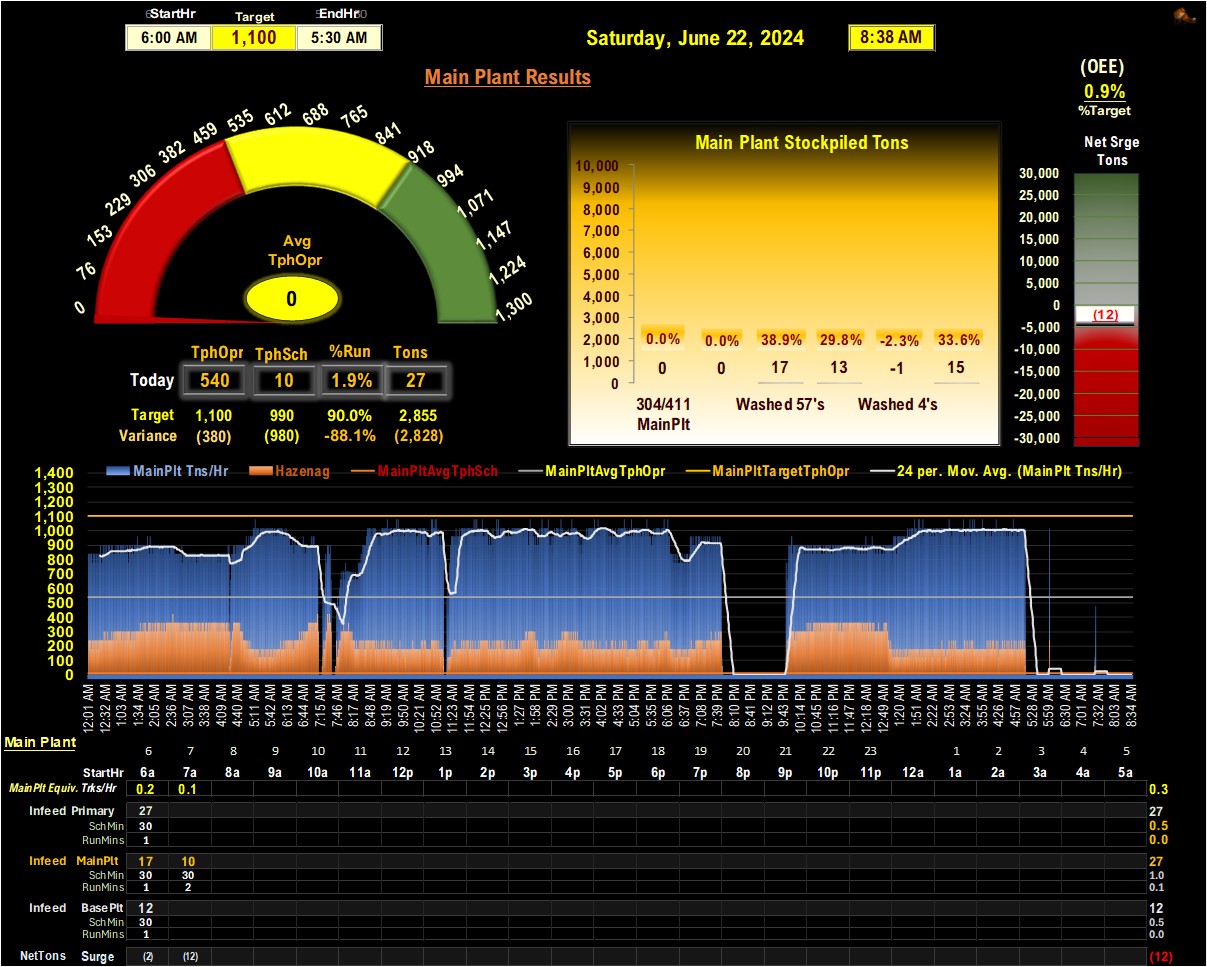 StartHr Target EndHr
6:00 AM 1,100 5:30 AM
Saturday, June 22, 2024 8:38 AM
Main Plant Results
(OEE)
0.9%
%Target
0 76 153 229 306 382 459 535 612 688 765 841 918 994 1,071 1,147 1,224 1,300
Avg
TphOpr
0
TphOpr TphSch %Run Tons
Today 540 10 1.9% 27
Target 1,100 990 90.0% 2,855
Variance (380) (980) -88.1% (2,828)
Main Plant Stockpiled Tons
10,000
9,000
8,000
7,000
6,000
5,000
4,000
3,000
2,000
1,000
0
0.0% 0.0% 38.9% 29.8% -2.3% 33.6%
0 0 17 13 -1 15
304/411 Washed 57's Washed 4's
MainPlt
Net Srge
Tons
30,000
25,000
20,000
15,000
10,000
5,000
0
(12)
-5,000
-10,000
-15,000
-20,000
-25,000
-30,000
MainPlt Tns/Hr Hazenag MainPltAvgTphSch MainPltAvgTphOpr MainPltTargetTphOpr 24 per. Mov. Avg. (MainPlt Tns/Hr)
1,400
1,300
1,200
1,100
1,000
900
800
700
600
500
400
300
200
100
0
12:01 AM 12:32 AM 1:03 AM 1:34 AM 2:05 AM 2:36 AM 3:07 AM 3:38 AM 4:09 AM 4:40 AM 5:11 AM 5:42 AM 6:13 AM 6:44 AM 7:15 AM 7:46 AM 8:17 AM 8:48 AM 9:19 AM 9:50 AM 10:21 AM 10:52 AM 11:23 AM 11:54 AM 12:25 PM 12:56 PM 1:27 PM 1:58 PM 2:29 PM 3:00 PM 3:31 PM 4:02 PM 4:33 PM 5:04 PM 5:35 PM 6:06 PM 6:37 PM 7:08 PM 7:39 PM 8:10 PM 8:41 PM 9:12 PM 9:43 PM 10:14 PM 10:45 PM 11:16 PM 11:47 PM 12:18 AM 12:49 AM 1:20 AM 1:51 AM 2:22 AM 2:53 AM 3:24 AM 3:55 AM 4:26 AM 4:57 AM 5:28 AM 5:59 AM 6:30 AM 7:01 AM 7:32 AM 8:03 AM 8:34 AM
Main Plant
6 7 8 9 10 11 12 13 14 15 16 17 18 19 20 21 22 23 1 2 3 4 5
StartHr 6a 7a 8a 9a 10a 11a 12p 1p 2p 3p 4p 5p 6p 7p 8p 9p 10p 11p 12a 1a 2a 3a 4a 5a
MainPlt Equiv. Trks/Hr 0.2 0.1 0.3
Infeed Primary 27 27
SchMin 30 0.5
RunMins 1 0.0
Infeed MainPlt 17 10 27
SchMin 30 30 1.0
RunMins 1 2 0.1
Infeed BasePlt 12 12
SchMin 30 0.5
RunMins 1 0.0
NetTons Surge (2) (12) (12)